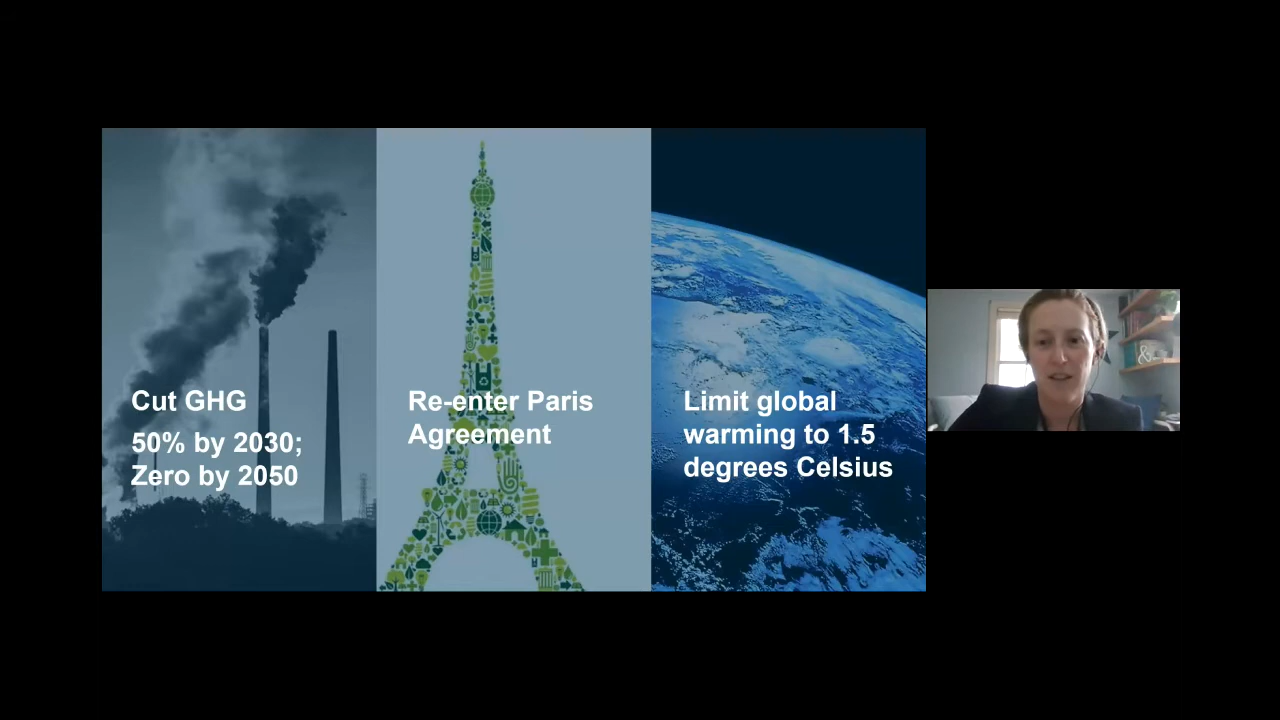 Cut GHG
50% by 2030;
Zero by 2050
Re-enter Paris
Agreement
Limit global
warming to 1.5
degrees Celsius